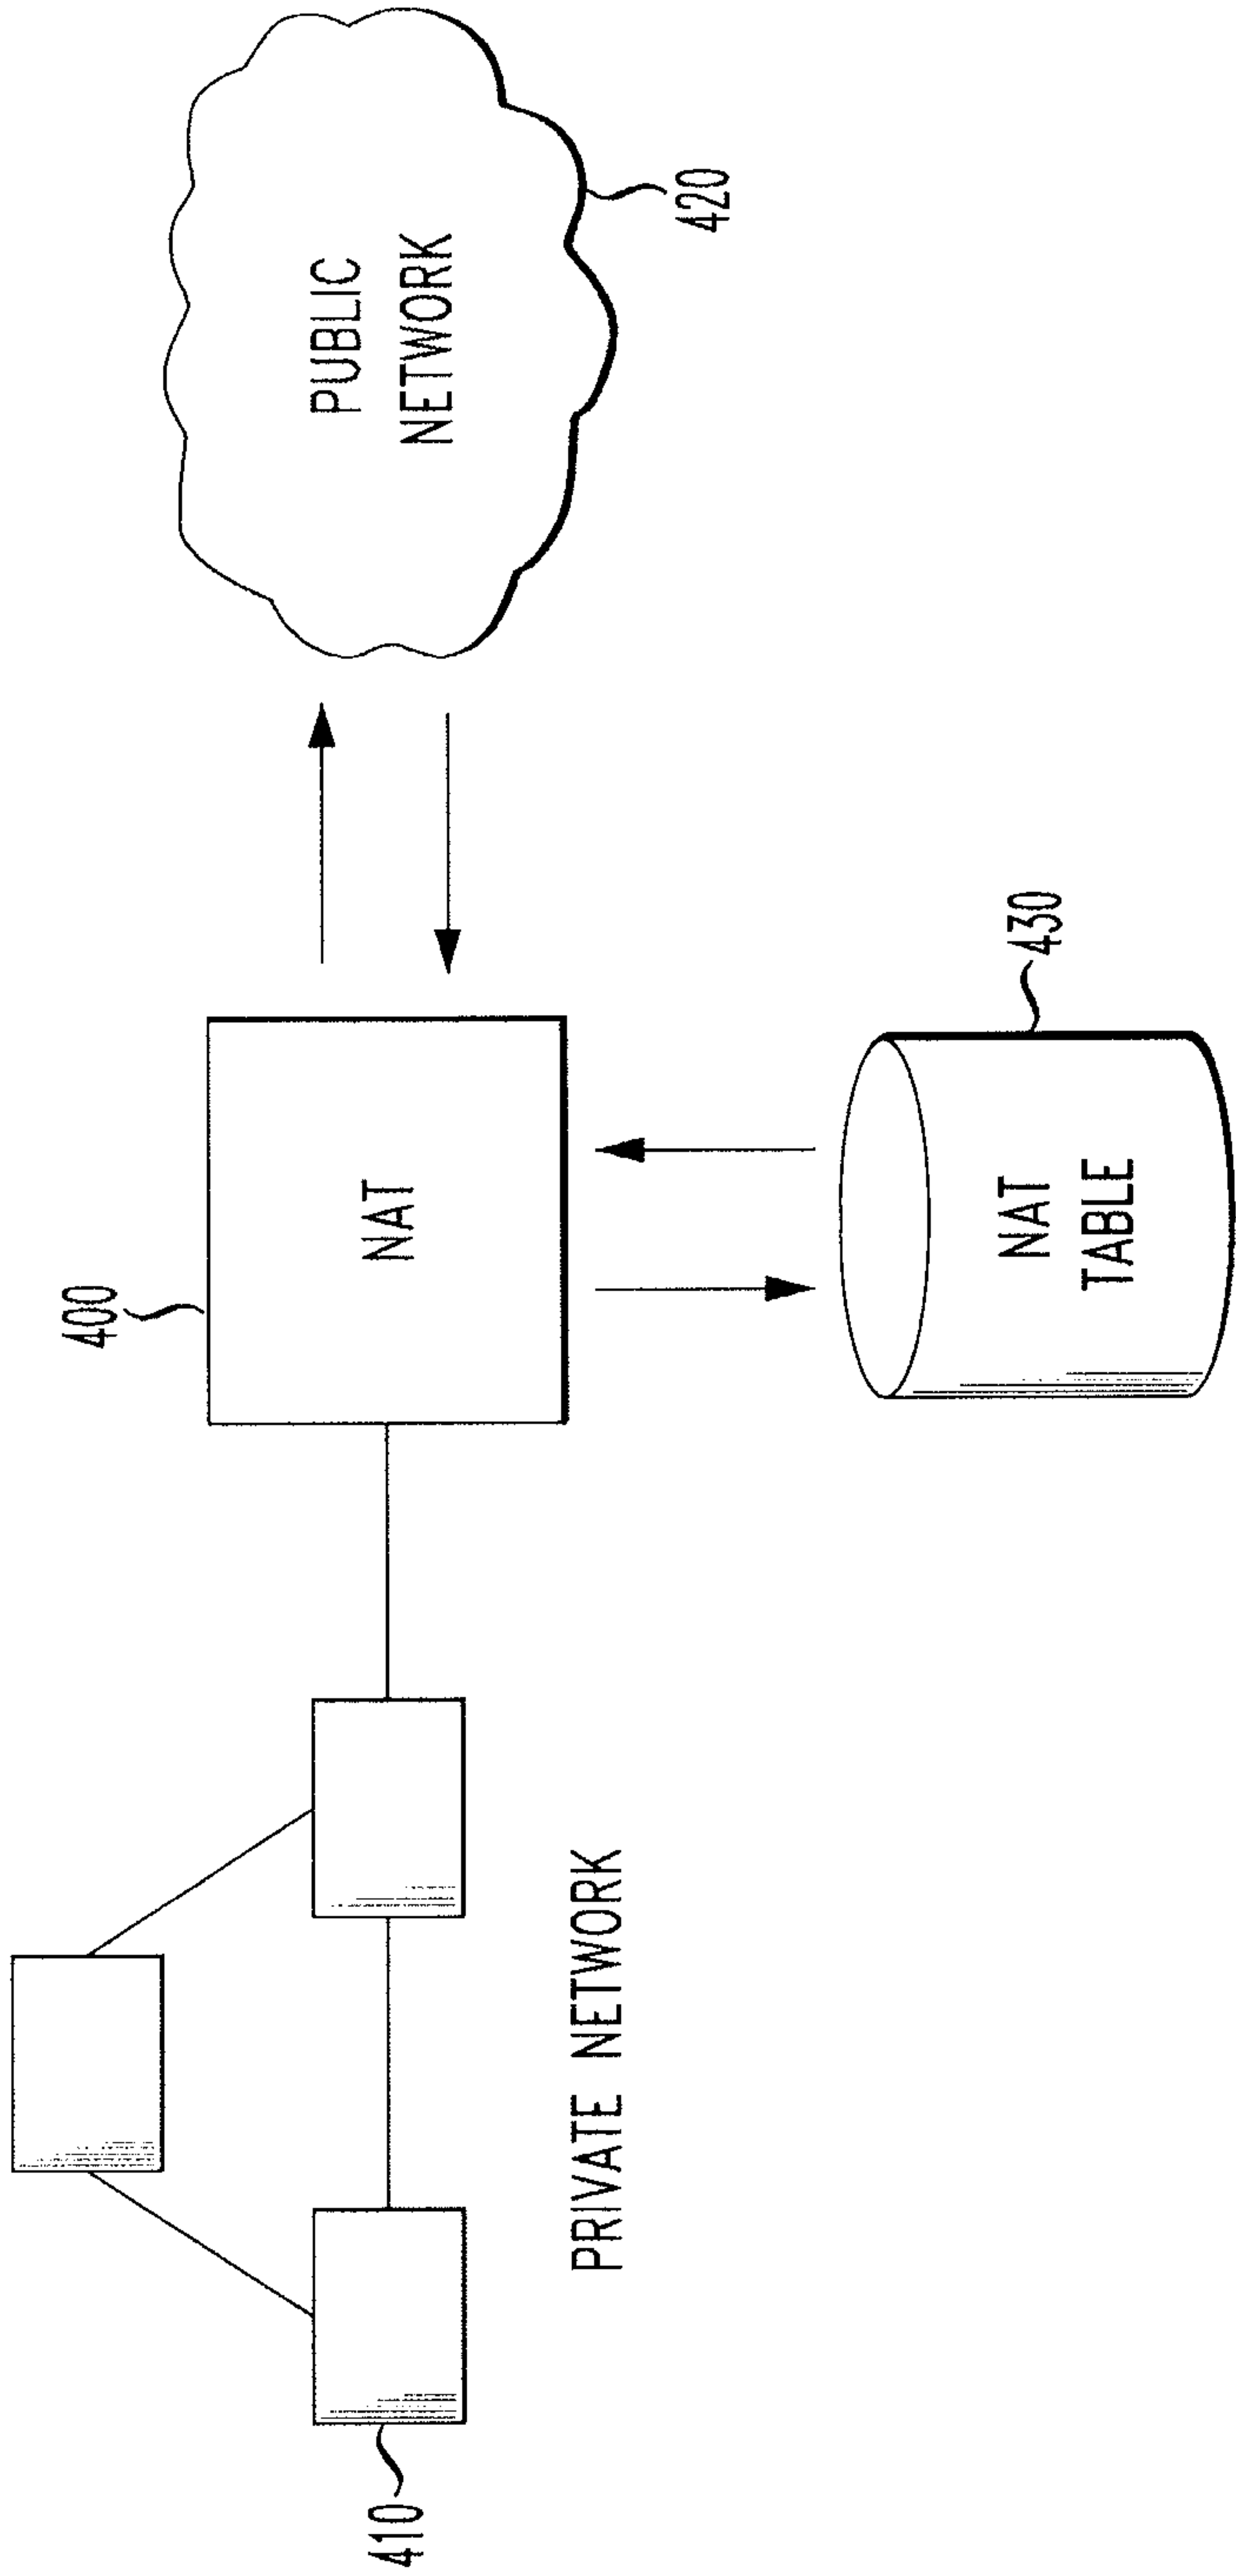 400
NAT
PUBLIC
NETWORK
420
410
PRIVATE NETWORK
430
NAT
TABLE